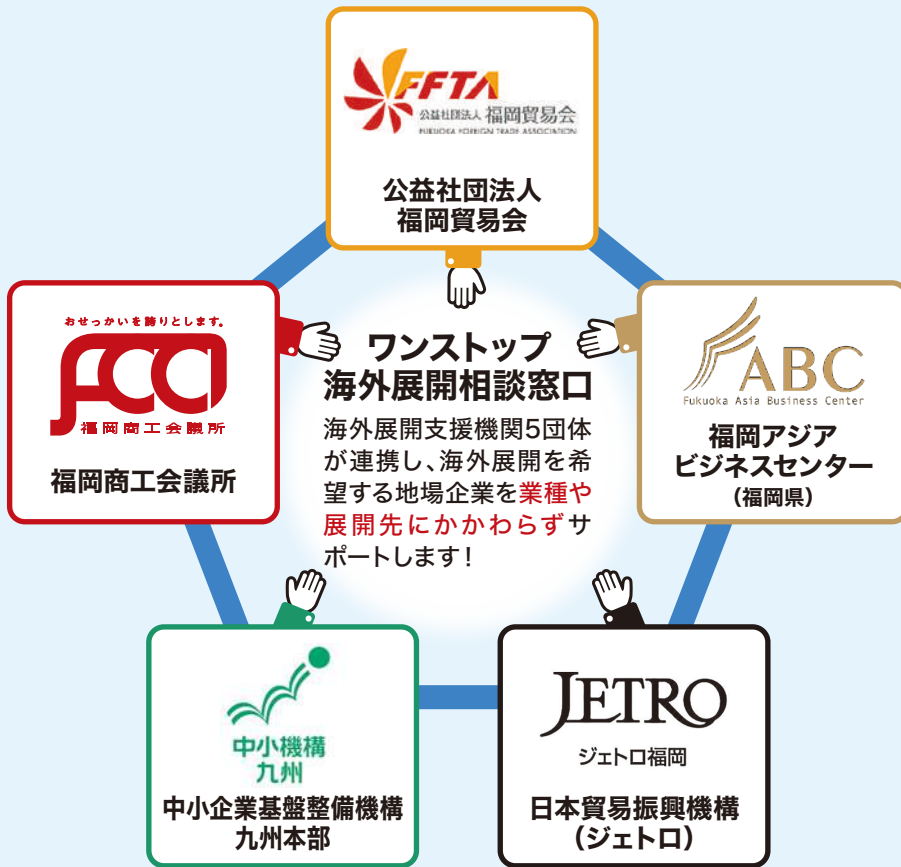 FFTA
公益社団法人 福岡貿易会
FUKUOKA FOREIGN TRADE ASSOCIATION
公益社団法人
福岡貿易会
おせっかいを誇りとします。
fcci
福岡商工会議所
福岡商工会議所
ワンストップ
海外展開相談窓口
海外展開支援機関5団体
が連携し、海外展開を希
望する地場企業を業種や
展開先にかかわらずサ
ポートします！
ABC
Fukuoka Asia Business Center
福岡アジア
ビジネスセンター
（福岡県）
中小機構
九州
中小企業基盤整備機構
九州本部
JETRO
ジェトロ福岡
日本貿易振興機構
（ジェトロ）